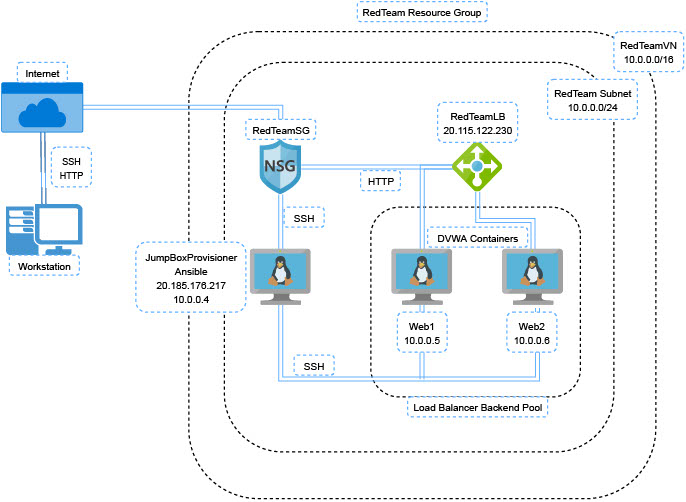 RedTeam Resource Group
RedTeamVN
10.0.0.0/16
Internet
RedTeam Subnet
10.0.0.0/24
RedTeamSG
RedTeamLB
20.115.122.230
NSG
SSH
HTTP
HTTP
SSH
Workstation
JumpBoxProvisioner
Ansible
20.185.176.217
10.0.0.4
DVWA Containers
Web1
10.0.0.5
Web2
10.0.0.6
SSH
Load Balancer Backend Pool